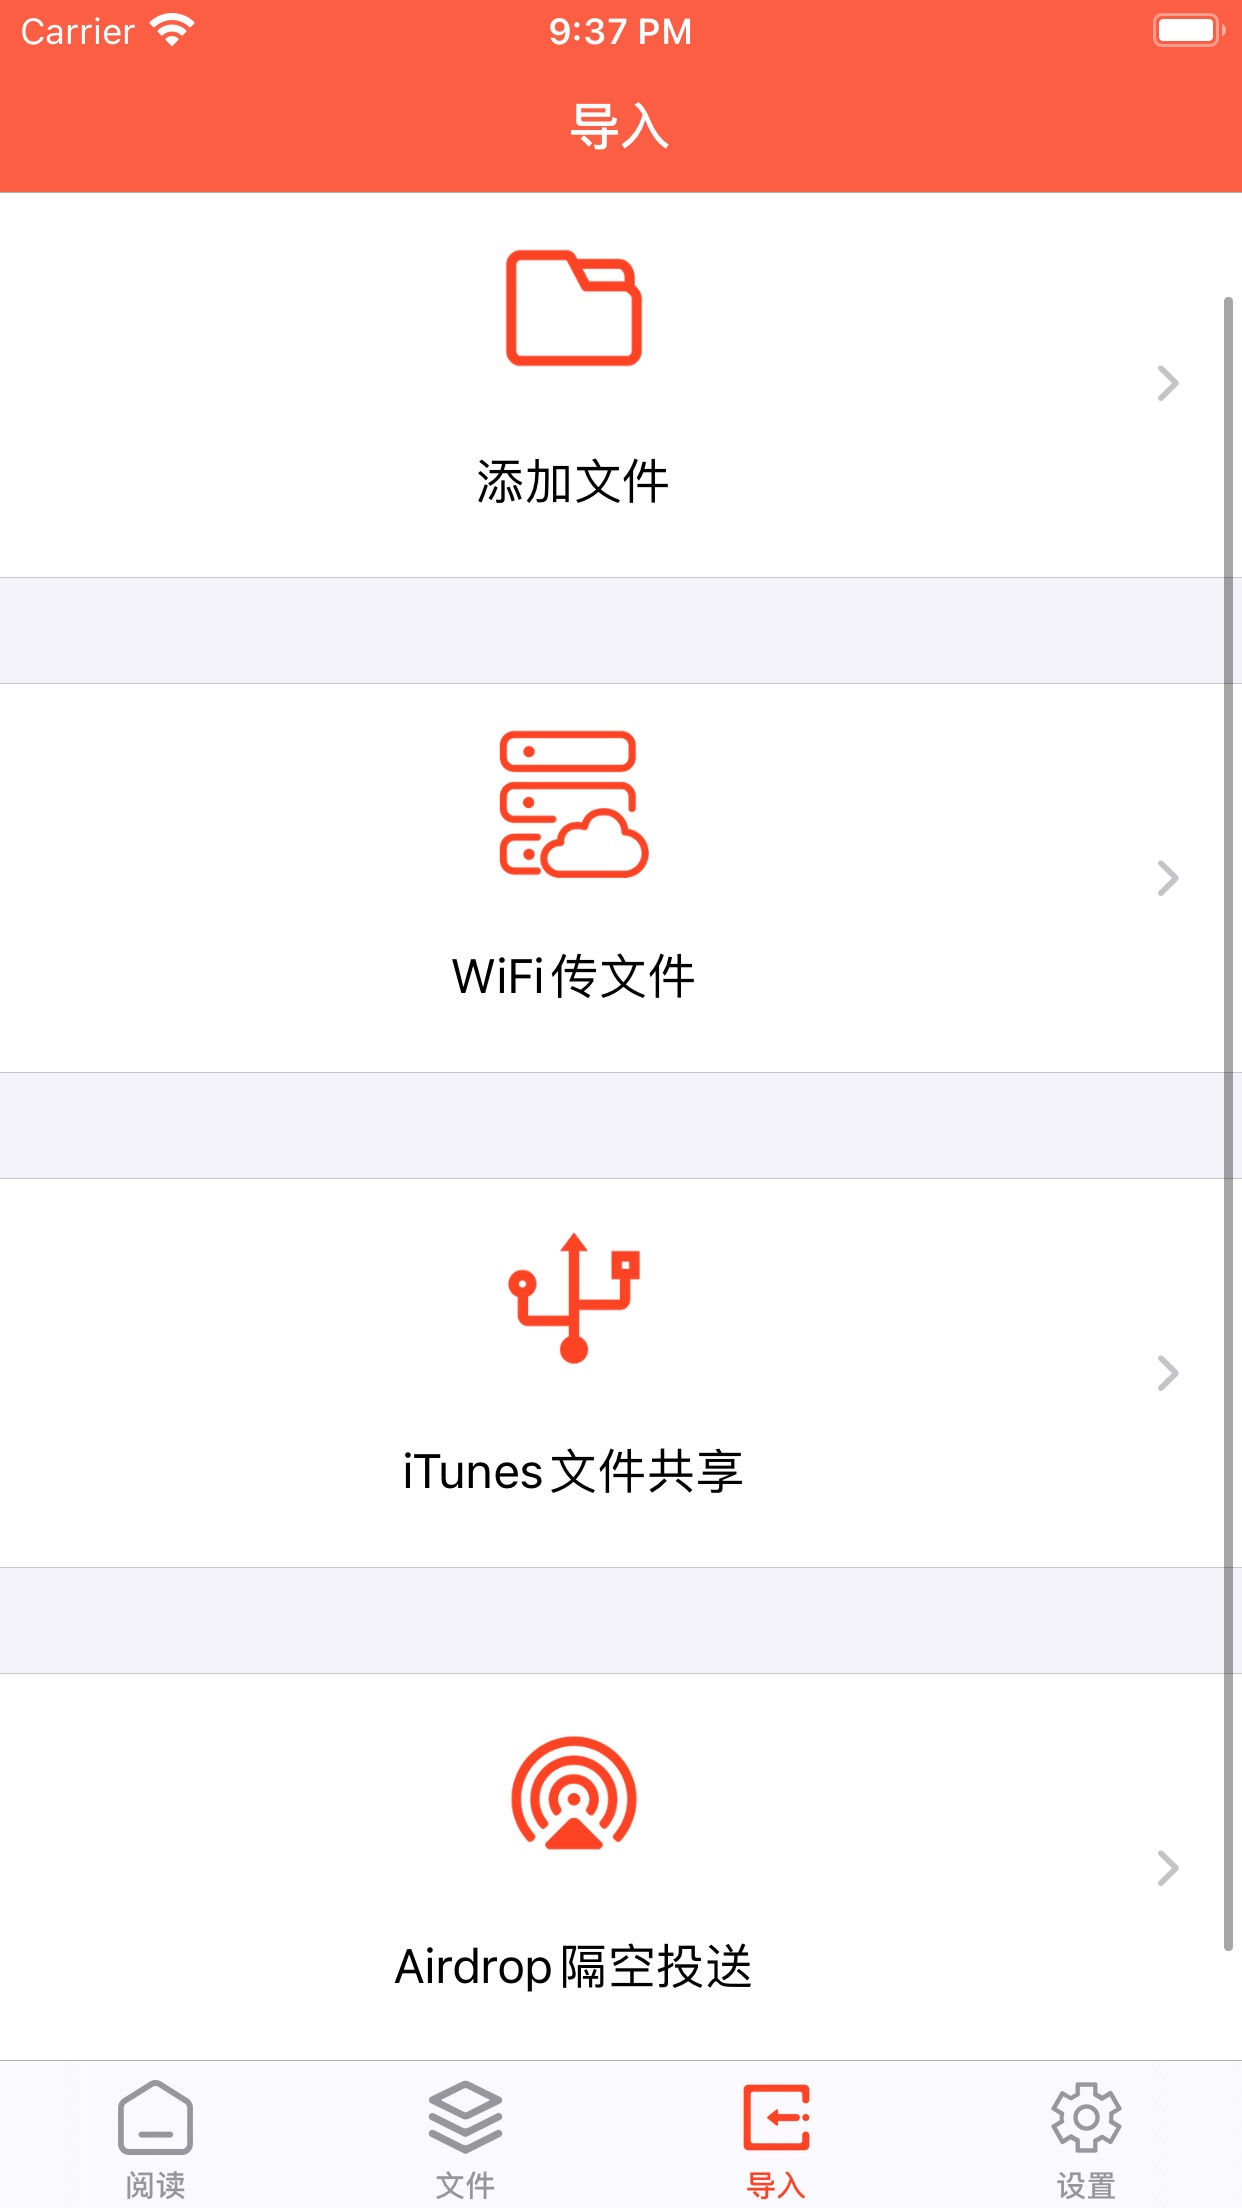 Carrier
9:37 PM
导入
添加文件
WiFi传文件
iTunes文件共享
Airdrop隔空投送
阅读
文件
导入
设置